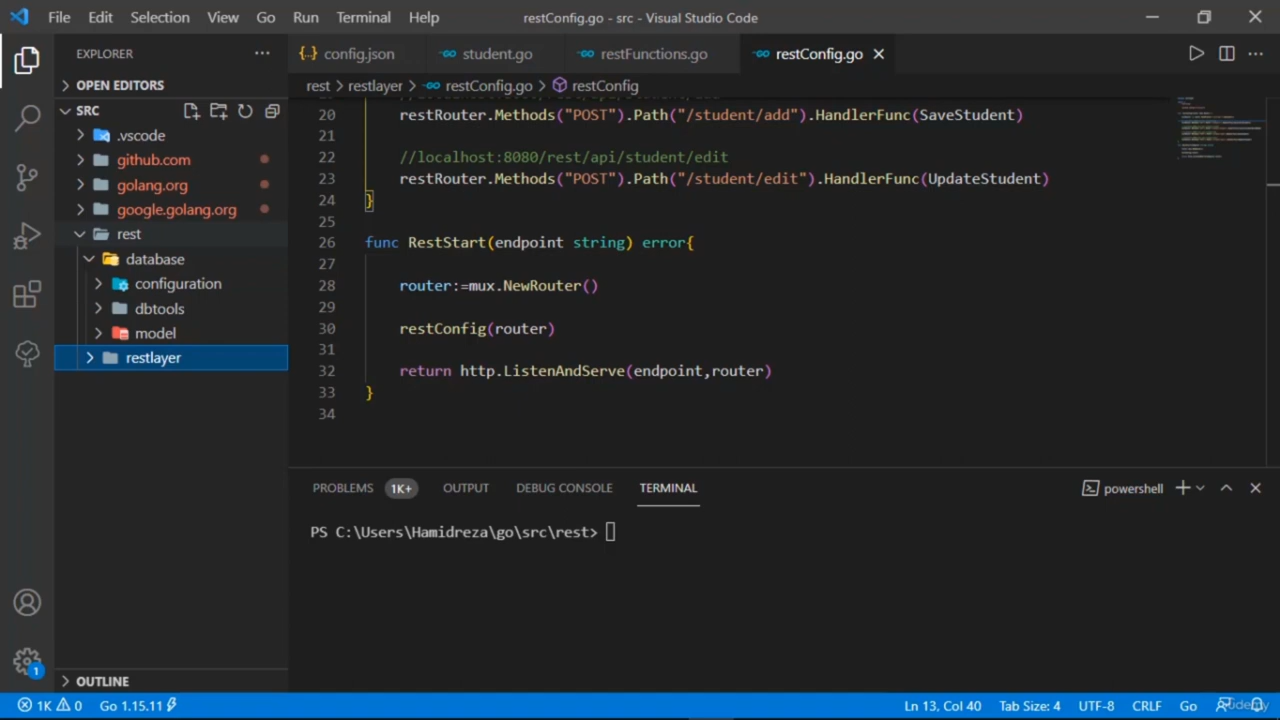 File Edit Selection View Go Run Terminal Help
restConfig.go - src - Visual Studio Code
EXPLORER
OPEN EDITORS
SRC
.vscode
github.com
golang.org
google.golang.org
rest
database
configuration
dbtools
model
restlayer
OUTLINE
config.json student.go restFunctions.go restConfig.go
rest > restlayer > restConfig.go > restConfig
20 restRouter.Methods("POST").Path("/student/add").HandlerFunc(SaveStudent)
21
22 //localhost:8080/rest/api/student/edit
23 restRouter.Methods("POST").Path("/student/edit").HandlerFunc(UpdateStudent)
24 }
25
26 func RestStart(endpoint string) error{
27
28 router:=mux.NewRouter()
29
30 restConfig(router)
31
32 return http.ListenAndServe(endpoint,router)
33 }
34
PROBLEMS 1K+ OUTPUT DEBUG CONSOLE TERMINAL powershell
PS C:\Users\Hamidreza\go\src\rest>
1
1K 0 Go 1.15.11 Ln 13, Col 40 Tab Size: 4 UTF-8 CRLF Go